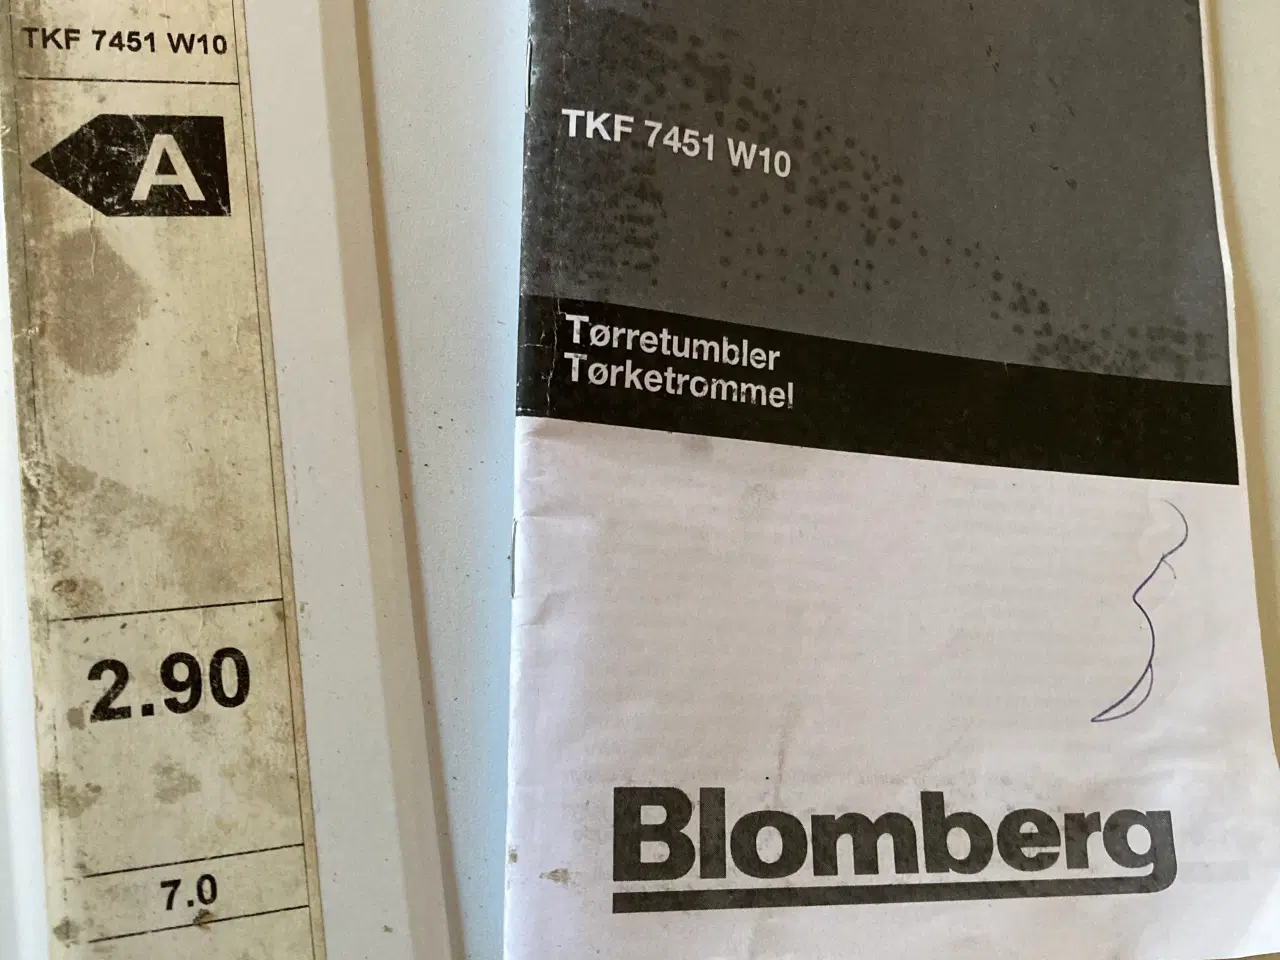 TKF 7451 W10
A
2.90
7.0
TKF 7451 W10
Tørretumbler
Tørketrommel
Blomberg